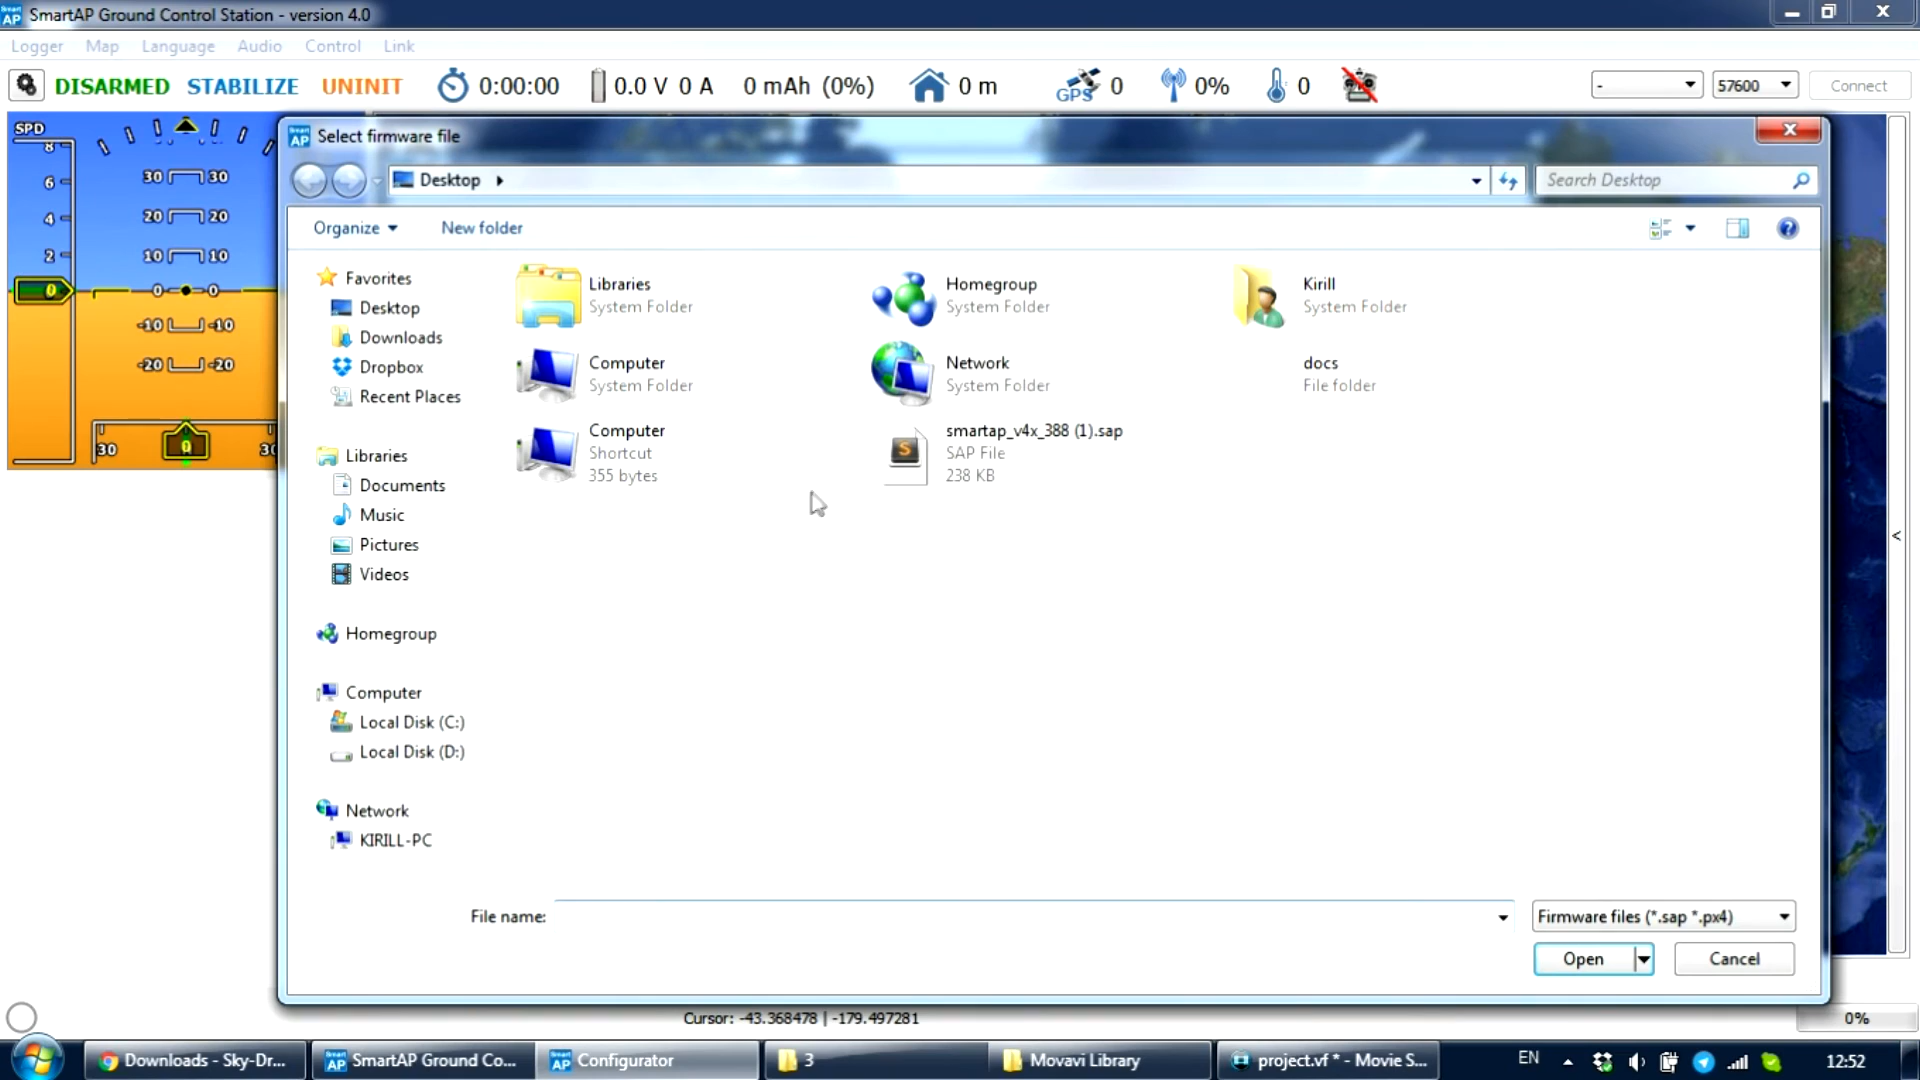 SmartAP Ground Control Station - version 4.0
Logger Map Language Audio Control Link
DISARMED STABILIZE UNINIT 0:00:00 0.0 V 0 A 0 mAh (0%) 0 m GPS 0 0% 0 - 57600 Connect
SPD
8
6
4
2
0
30 30
20 20
10 10
0 0
-10 -10
-20 -20
30 0 30
Smart AP Select firmware file
Desktop
Search Desktop
Organize New folder
Favorites
Desktop
Downloads
Dropbox
Recent Places
Libraries
Documents
Music
Pictures
Videos
Homegroup
Computer
Local Disk (C:)
Local Disk (D:)
Network
KIRILL-PC
Libraries
System Folder
Homegroup
System Folder
Kirill
System Folder
Computer
System Folder
Network
System Folder
docs
File folder
Computer
Shortcut
355 bytes
S
smartap_v4x_388 (1).sap
SAP File
238 KB
<
File name:
Firmware files (*.sap *.px4)
Open Cancel
Cursor: -43.368478 | -179.497281
0%
Downloads - Sky-Dr... SmartAP Ground Co... Configurator 3 Movavi Library project.vf * - Movie S... EN 12:52